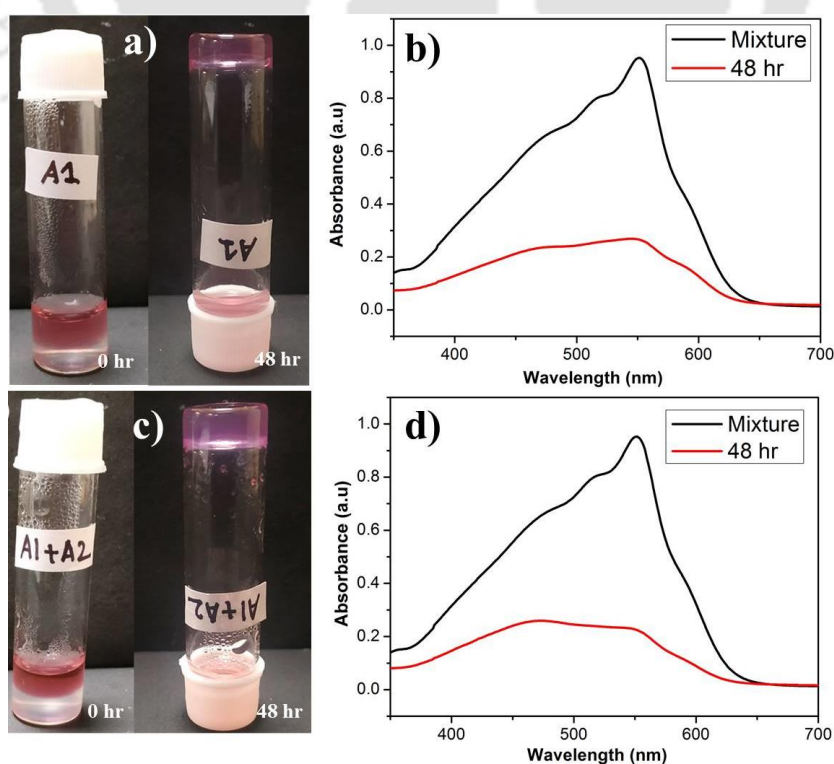 a)
A1
0 hr
A1
48 hr
b)
Mixture
48 hr
Absorbance (a.u)
1.0
0.8
0.6
0.4
0.2
0.0
400
500
600
700
Wavelength (nm)
c)
A1+A2
0 hr
A1+A2
48 hr
d)
Mixture
48 hr
Absorbance (a.u)
1.0
0.8
0.6
0.4
0.2
0.0
400
500
600
700
Wavelength (nm)